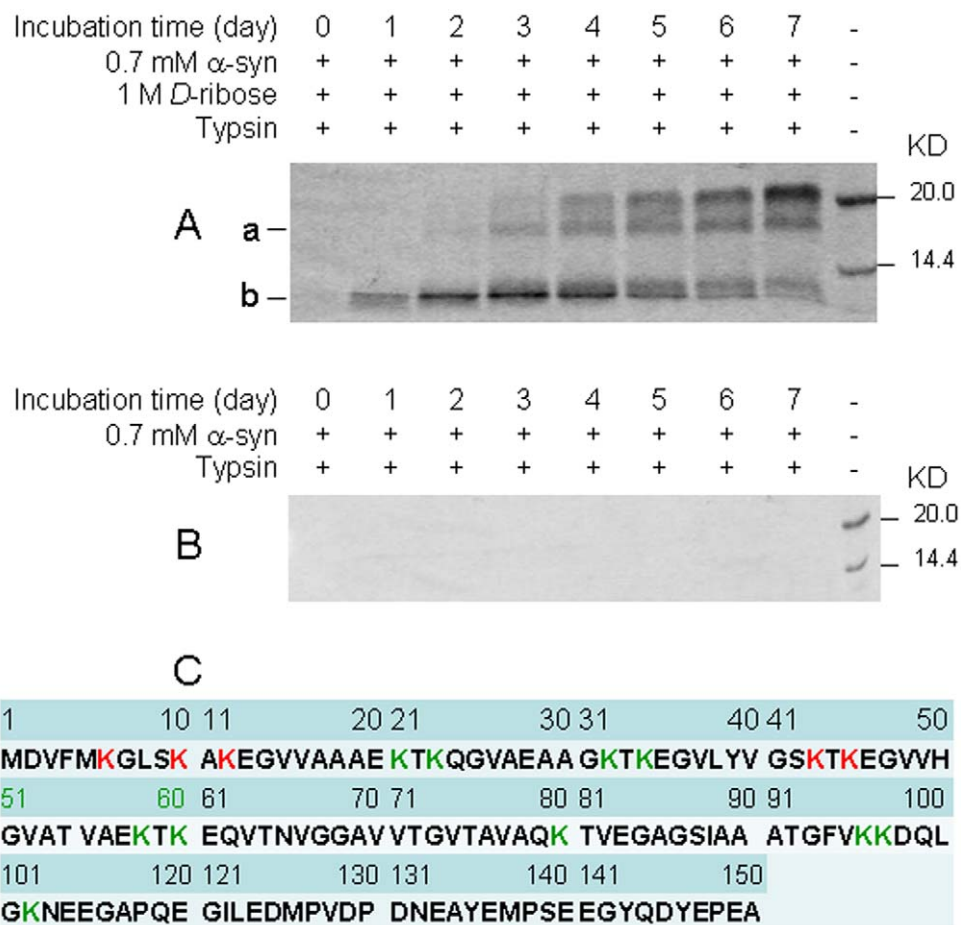 Incubation time (day) 0 1 2 3 4 5 6 7 -
0.7 mM α-syn + + + + + + + + -
1 M D-ribose + + + + + + + + -
Typsin + + + + + + + + -
KD
20.0
A
a
14.4
b
Incubation time (day) 0 1 2 3 4 5 6 7 -
0.7 mM α-syn + + + + + + + + -
Typsin + + + + + + + + -
KD
20.0
B
14.4
C
1 10 11 20 21 30 31 40 41 50
MDVFMKGLSK AKEGVVAAAE KTKQGVAEAA GKTKEGVLYV GSKTKEGVVH
51 60 61 70 71 80 81 90 91 100
GVAT VAEKTK EQVTNVGGAV VTGVTAVAQK TVEGAGSIAA ATGFVKKDQL
101 120 121 130 131 140 141 150
GKNEEGAPQE GILEDMPVDP DNEAYEMPSE EGYQDYEPEA